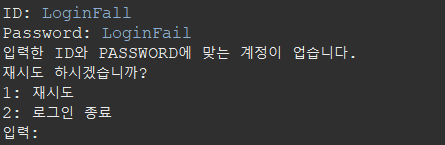 ID: LoginFall
Password: LoginFail
입력한 ID와 PASSWORD에 맞는 계정이 업습니다.
재시도 하시겠습니까?
1: 재시도
2: 로그인 종료
입력: